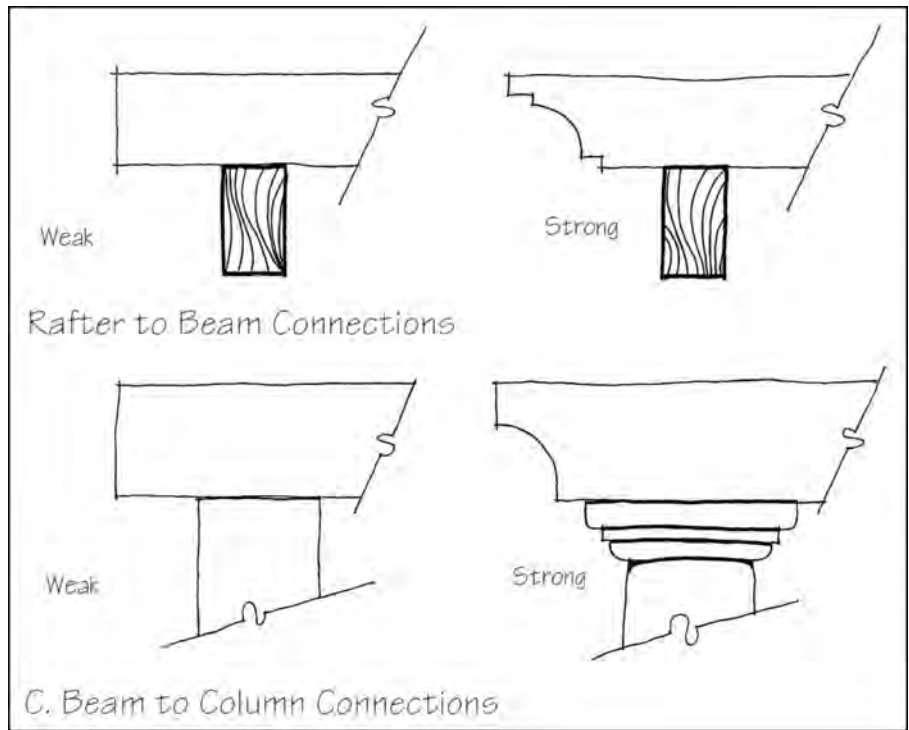 Weak
Strong
Rafter to Beam Connections
Weak
Strong
C. Beam to Column Connections